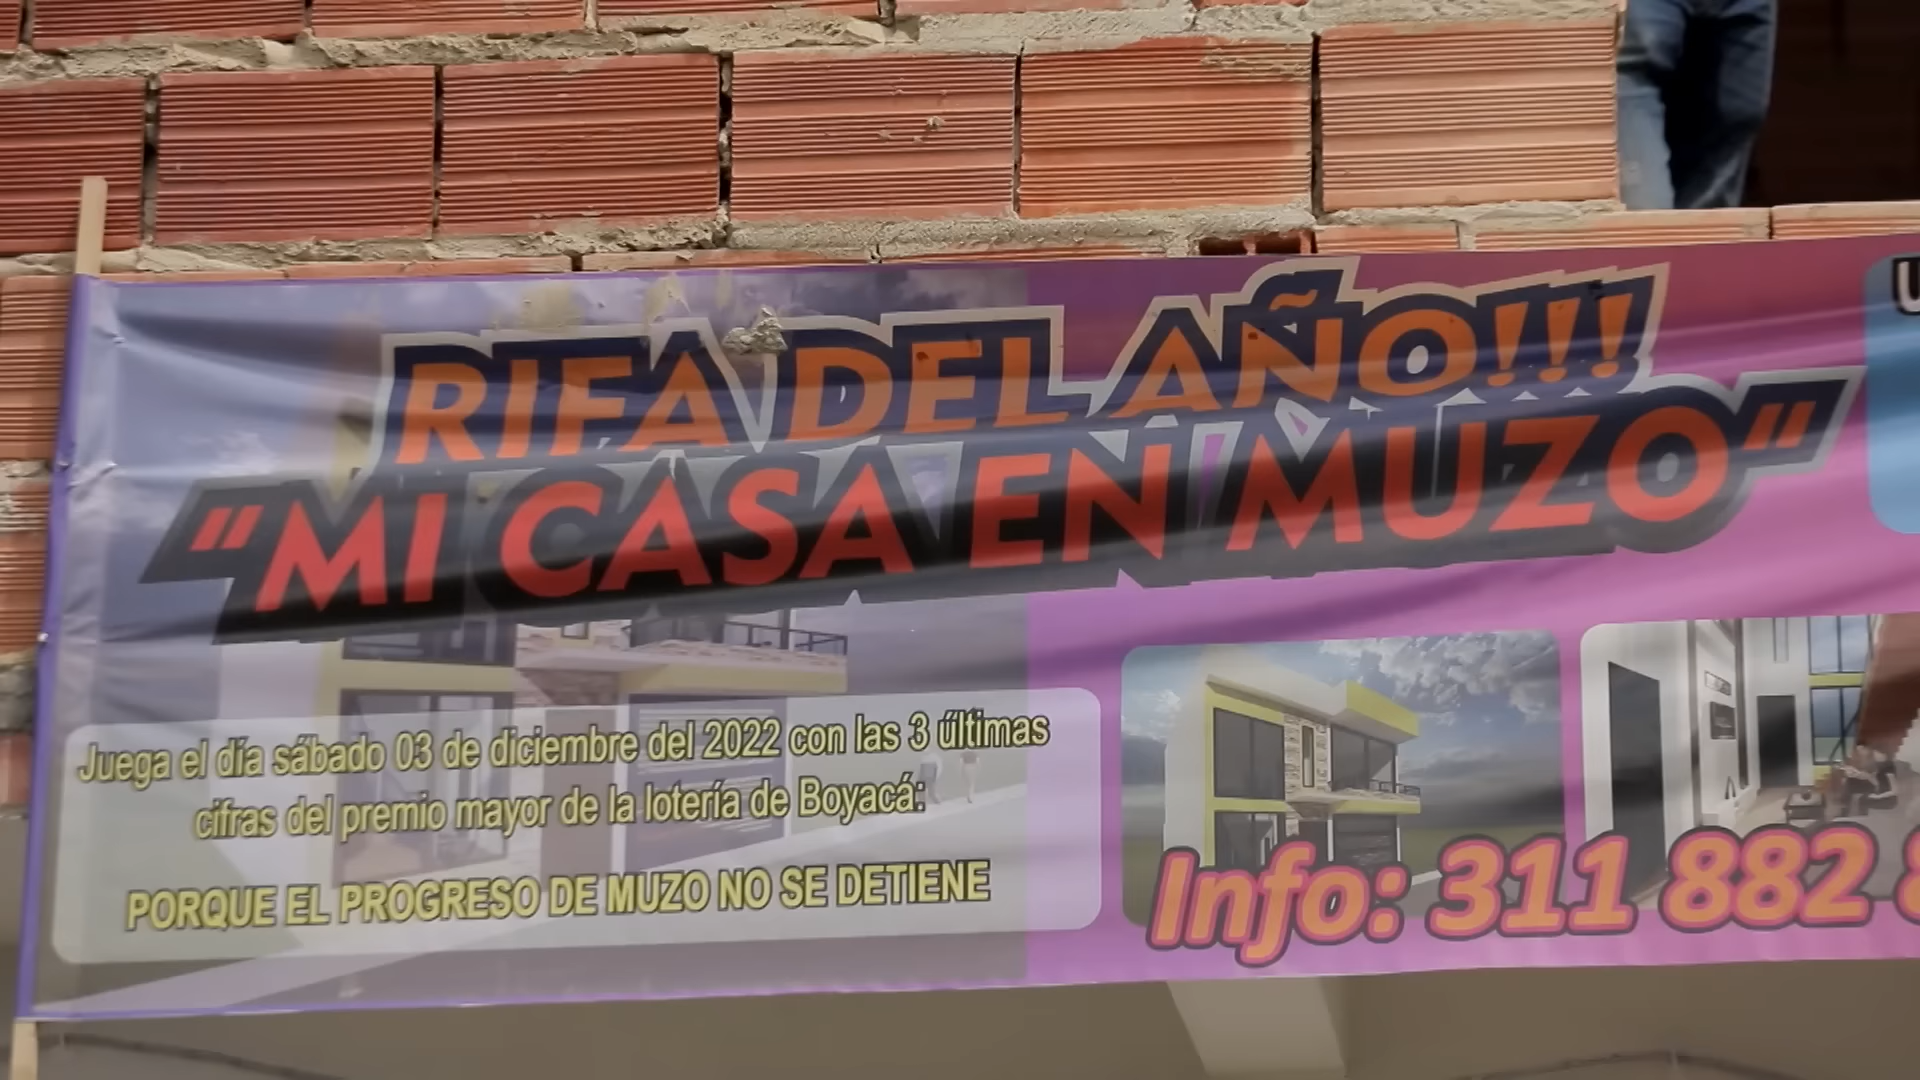 RIFA DEL AÑO!!!
"MI CASA EN MUZO"
Juega el día sábado 03 de diciembre del 2022 con las 3 últimas
cifras del premio mayor de la lotería de Boyacá:
PORQUE EL PROGRESO DE MUZO NO SE DETIENE
Info: 311 882